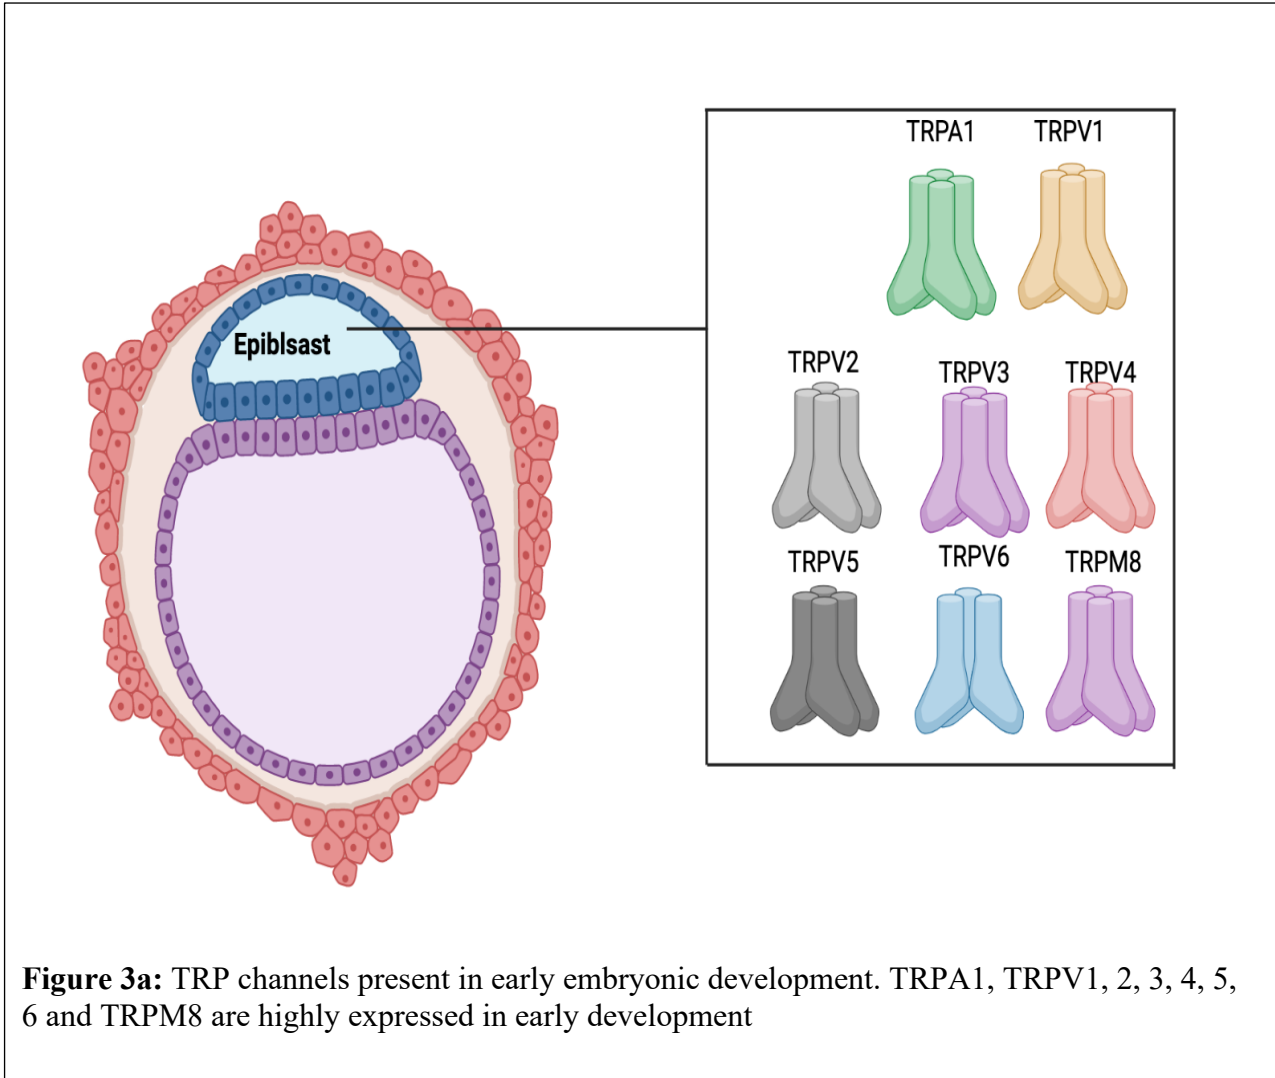 TRPA1 TRPV1
Epiblsast
TRPV2 TRPV3 TRPV4
TRPV5 TRPV6 TRPM8
Figure 3a: TRP channels present in early embryonic development. TRPA1, TRPV1, 2, 3, 4, 5,
6 and TRPM8 are highly expressed in early development